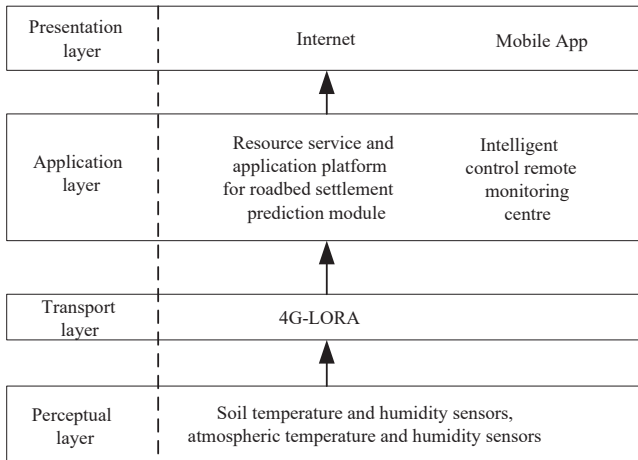 Presentation
layer
Internet
Mobile App
Application
layer
Resource service and
application platform
for roadbed settlement
prediction module
Intelligent
control remote
monitoring
centre
Transport
layer
4G-LORA
Perceptual
layer
Soil temperature and humidity sensors,
atmospheric temperature and humidity sensors